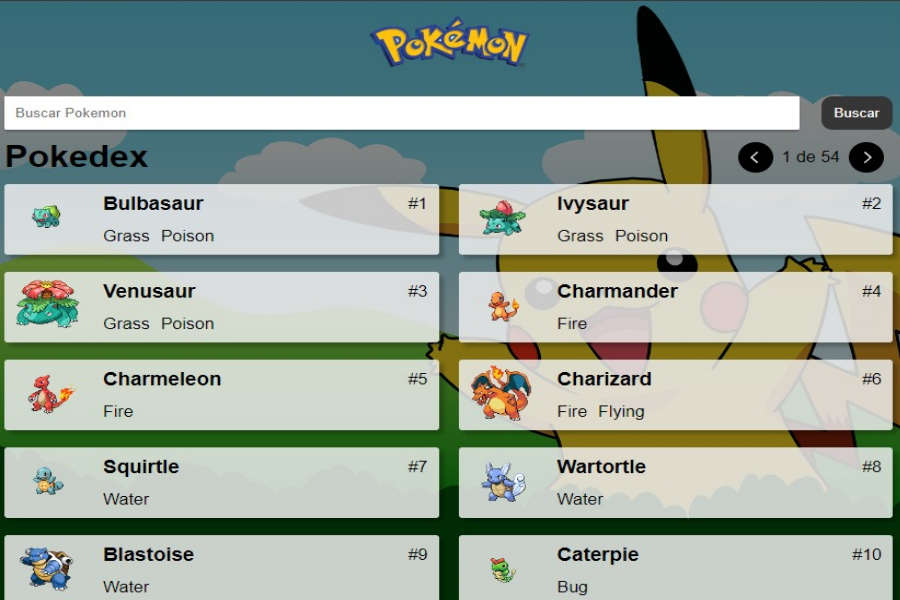 POKéMON
Buscar Pokemon
Buscar
Pokedex
1 de 54
Bulbasaur #1
Grass Poison
Ivysaur #2
Grass Poison
Venusaur #3
Grass Poison
Charmander #4
Fire
Charmeleon #5
Fire
Charizard #6
Fire Flying
Squirtle #7
Water
Wartortle #8
Water
Blastoise #9
Water
Caterpie #10
Bug